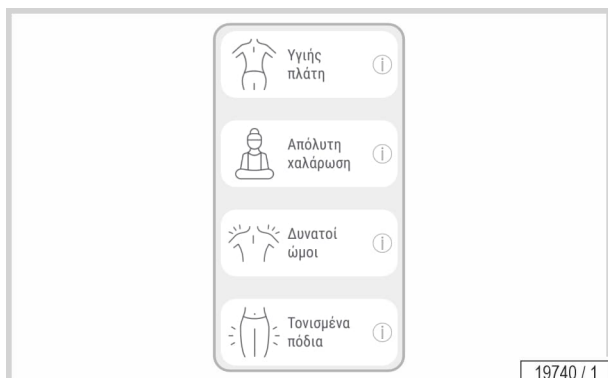 Υγιής
πλάτη
Απόλυτη
χαλάρωση
Δυνατοί
ώμοι
Τονισμένα
πόδια
19740 / 1